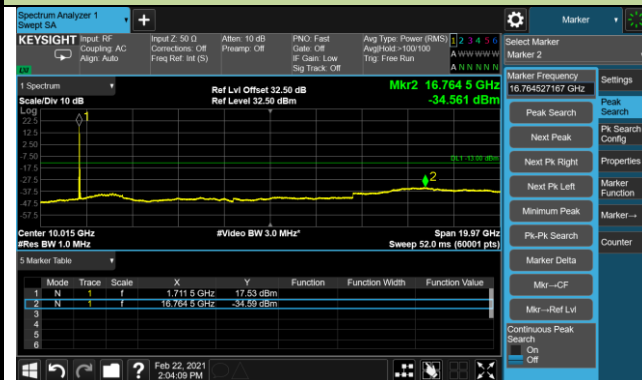 Spectrum Analyzer 1
Swept SA
Marker
KEYSIGHT
Input: RF
Coupling: AC
Align: Auto
Input Z: 50 Ω
Corrections: Off
Freq Ref: Int (S)
Atten: 10 dB
Preamp: Off
PNO: Fast
Gate: Off
IF Gain: Low
Sig Track: Off
Avg Type: Power (RMS)
Avg|Hold:>100/100
Trig: Free Run
1 2 3 4 5 6
A W W W W W
A N N N N N
Select Marker
Marker 2
Marker Frequency
16.764527167 GHz
Settings
Peak Search
Peak
Search
Next Peak
Pk Search
Config
Next Pk Right
Properties
Next Pk Left
Marker
Function
Minimum Peak
Marker→
Pk-Pk Search
Counter
Marker Delta
Mkr→CF
Mkr→Ref Lvl
Continuous Peak
Search
On
Off
1 Spectrum
Scale/Div 10 dB
Log
Ref Lvl Offset 32.50 dB
Ref Level 32.50 dBm
Mkr2 16.764 5 GHz
-34.561 dBm
22.5
12.5
2.50
-7.50
-17.5
-27.5
-37.5
-47.5
-57.5
1
DL1 -13.00 dBm
2
Center 10.015 GHz
#Res BW 1.0 MHz
#Video BW 3.0 MHz*
Span 19.97 GHz
Sweep 52.0 ms (60001 pts)
5 Marker Table
Mode Trace Scale X Y Function Function Width Function Value
1 N 1 f 1.711 5 GHz 17.53 dBm
2 N 1 f 16.764 5 GHz -34.59 dBm
3
4
5
6
Feb 22, 2021
2:04:09 PM